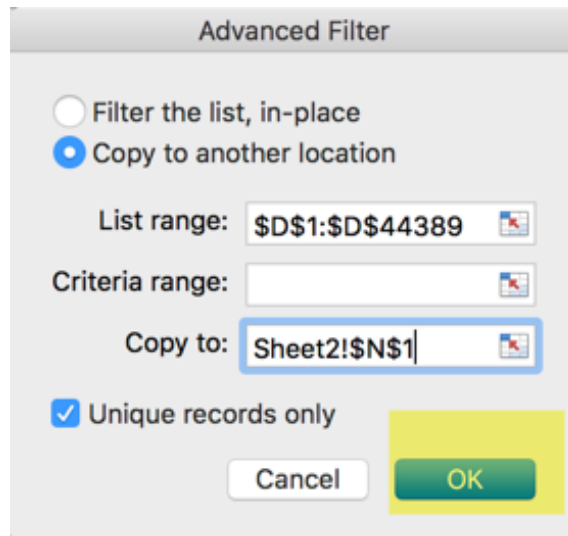 Advanced Filter
Filter the list, in-place
Copy to another location
List range: $D$1:$D$44389
Criteria range:
Copy to: Sheet2!$N$1
Unique records only
Cancel OK